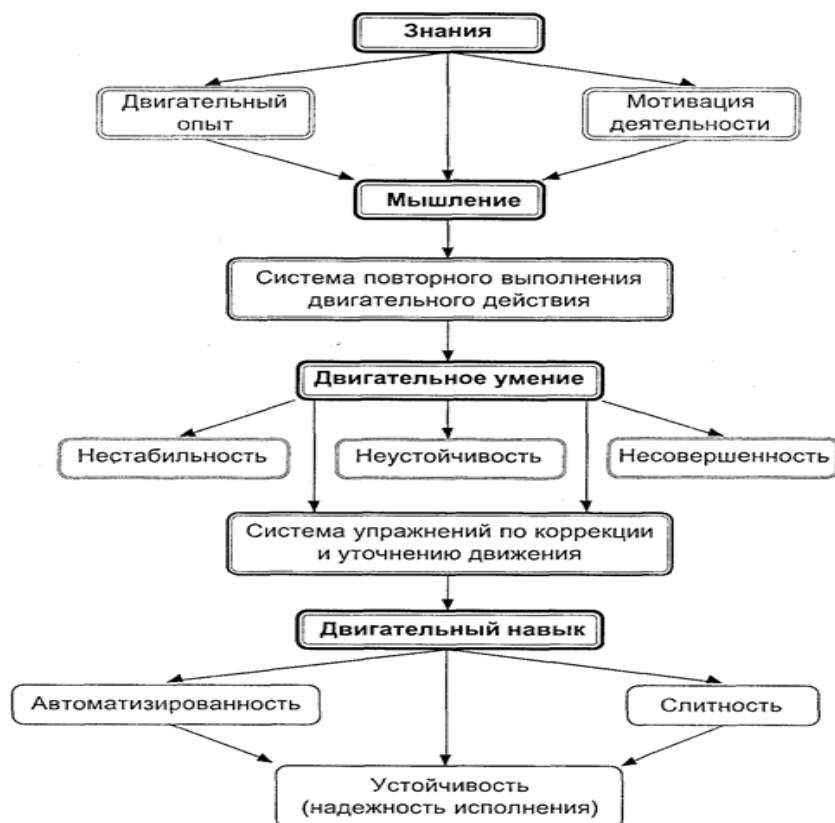 Знания
Двигательный
опыт
Мотивация
деятельности
Мышление
Система повторного выполнения
двигательного действия
Двигательное умение
Нестабильность
Неустойчивость
Несовершенность
Система упражнений по коррекции
и уточнению движения
Двигательный навык
Автоматизированность
Слитность
Устойчивость
(надежность исполнения)